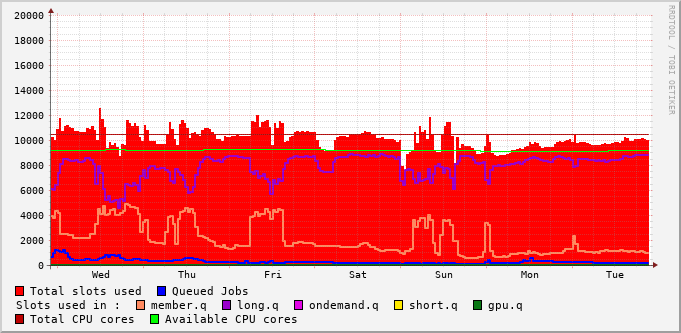 RRDTOOL / TOBI OETIKER
20000
18000
16000
14000
12000
10000
8000
6000
4000
2000
0
Wed Thu Fri Sat Sun Mon Tue
Total slots used Queued Jobs
Slots used in : member.q long.q ondemand.q short.q gpu.q
Total CPU cores Available CPU cores